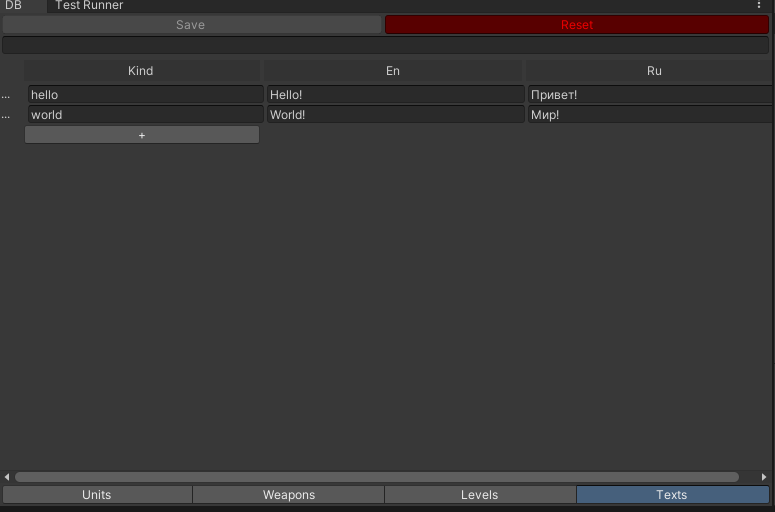 DB Test Runner
Save Reset
Kind En Ru
... hello Hello! Привет!
... world World! Мир!
+
Units Weapons Levels Texts